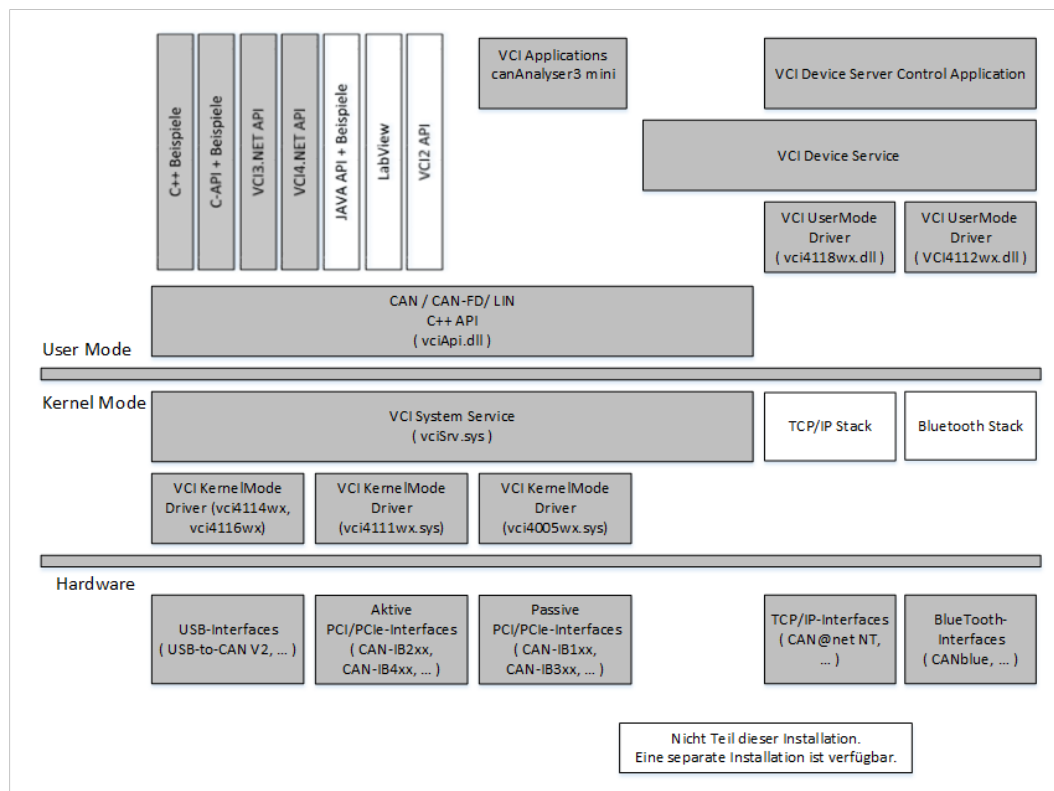 C++ Beispiele
C-API + Beispiele
VCI3.NET API
VCI4.NET API
JAVA API + Beispiele
LabView
VCI2 API
VCI Applications
canAnalyser3 mini
VCI Device Server Control Application
VCI Device Service
VCI UserMode
Driver
( vci4118wx.dll )
VCI UserMode
Driver
( VCI4112wx.dll )
CAN / CAN-FD/ LIN
C++ API
( vciApi.dll )
User Mode
Kernel Mode
VCI System Service
( vciSrv.sys )
TCP/IP Stack
Bluetooth Stack
VCI KernelMode
Driver (vci4114wx,
vci4116wx)
VCI KernelMode
Driver
(vci4111wx.sys)
VCI KernelMode
Driver
(vci4005wx.sys)
Hardware
USB-Interfaces
( USB-to-CAN V2, ... )
Aktive
PCI/PCIe-Interfaces
( CAN-IB2xx,
CAN-IB4xx, ... )
Passive
PCI/PCIe-Interfaces
( CAN-IB1xx,
CAN-IB3xx, ... )
TCP/IP-Interfaces
( CAN@net NT,
... )
BlueTooth-
Interfaces
( CANblue, ... )
Nicht Teil dieser Installation.
Eine separate Installation ist verfügbar.